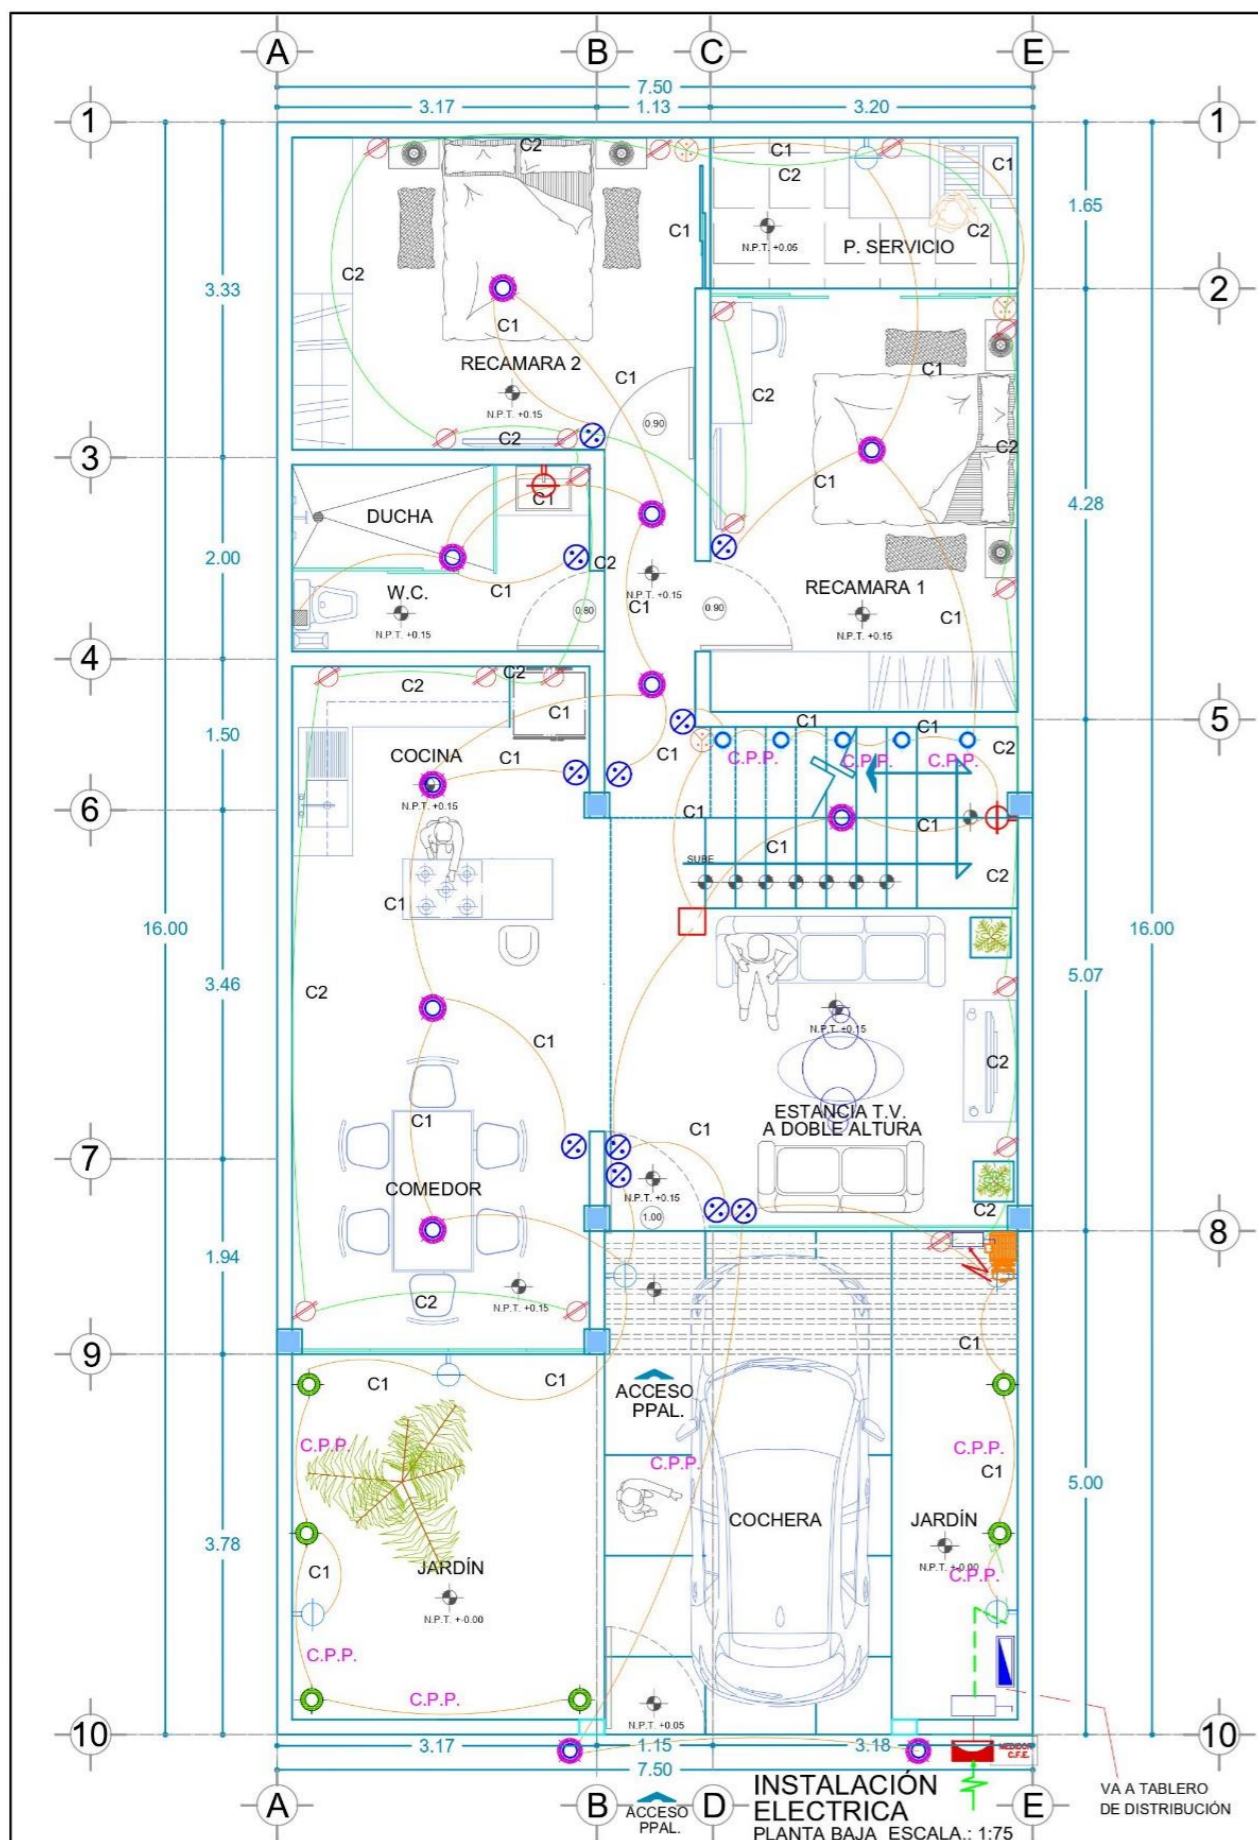 A
B
C
E
7.50
3.17
1.13
3.20
1
1
C2
C1
C1
C2
1.65
C1
N.P.T. +0.05
P. SERVICIO
C2
C2
3.33
2
C1
RECAMARA 2
C1
C1
C2
N.P.T. +0.15
0.90
C2
C2
3
C1
C1
DUCHA
4.28
2.00
C2
C1
W.C.
N.P.T. +0.15
RECAMARA 1
C1
0.80
0.90
C1
N.P.T. +0.15
N.P.T. +0.15
4
C2
C2
C1
5
C1
C1
1.50
C2
COCINA
C1
C1
C.P.P.
C.P.P.
C.P.P.
N.P.T. +0.15
6
C1
C1
C1
SUBE
C2
C1
16.00
16.00
3.46
5.07
C2
N.P.T. +0.15
C1
C2
C1
ESTANCIA T.V.
A DOBLE ALTURA
C1
7
COMEDOR
N.P.T. +0.15
1.00
C2
8
1.94
N.P.T. +0.15
C2
C1
9
C1
C1
ACCESO
PPAL.
C.P.P.
C.P.P.
C.P.P.
C1
5.00
COCHERA
JARDÍN
3.78
N.P.T. +-0.00
JARDÍN
C1
C.P.P.
N.P.T. +-0.00
C.P.P.
C.P.P.
N.P.T. +0.05
10
10
3.17
1.15
3.18
MEDIDOR
C.F.E.
7.50
INSTALACIÓN
ELECTRICA
PLANTA BAJA ESCALA.: 1:75
VA A TABLERO
DE DISTRIBUCIÓN
A
B
ACCESO
PPAL.
D
E